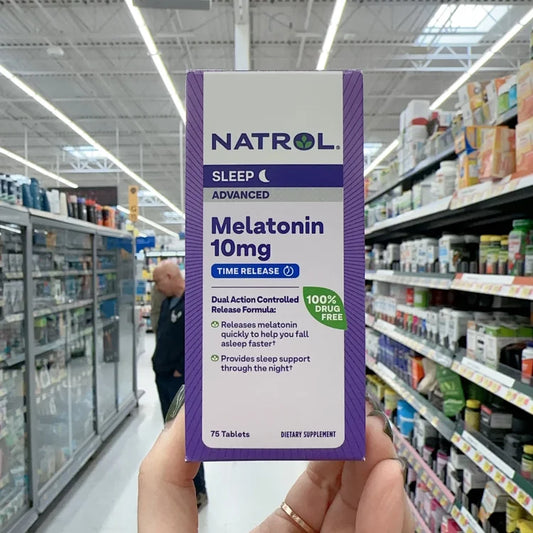 NATROL®
SLEEP
ADVANCED
Melatonin
10mg
TIME RELEASE
Dual Action Controlled
Release Formula:
100%
DRUG
FREE
Releases melatonin
quickly to help you fall
asleep faster†
Provides sleep support
through the night†
75 Tablets
DIETARY SUPPLEMENT